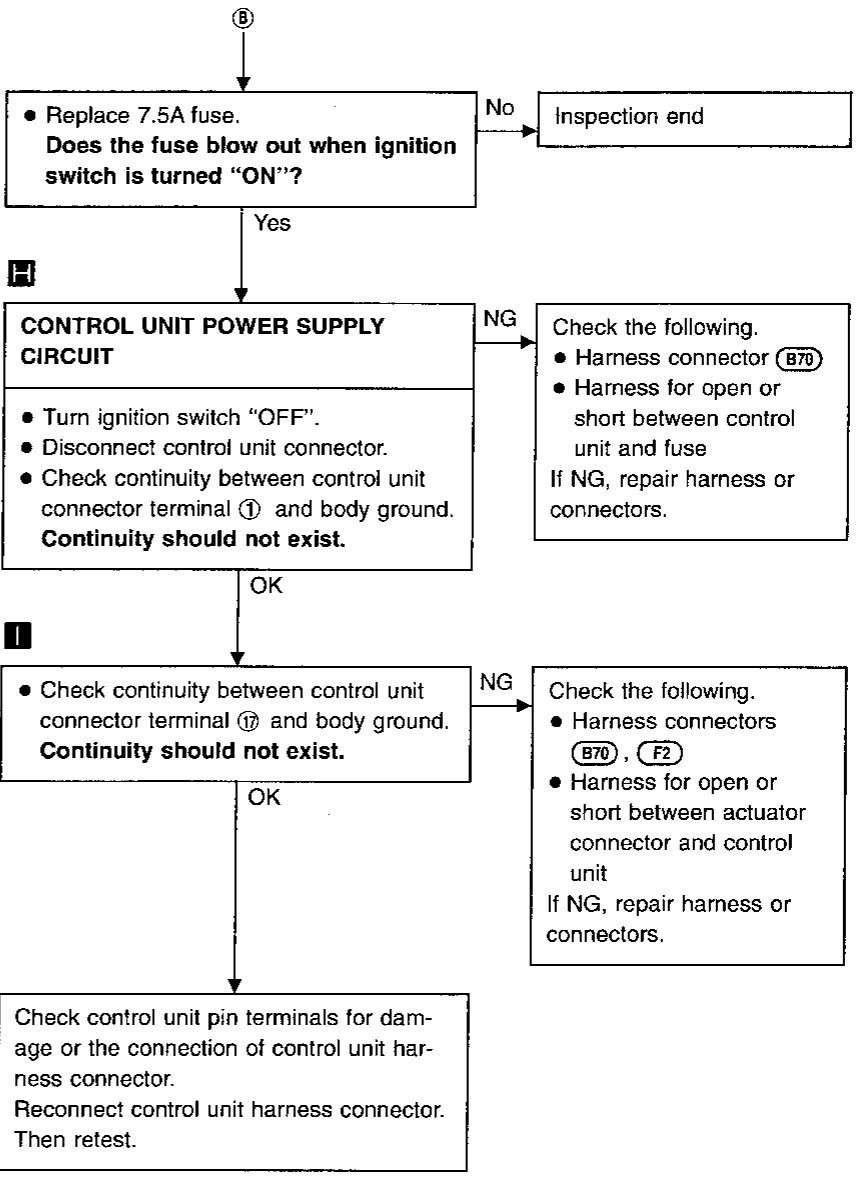 Ⓑ
● Replace 7.5A fuse.
Does the fuse blow out when ignition
switch is turned “ON”?
No
Inspection end
Yes
H
CONTROL UNIT POWER SUPPLY
CIRCUIT
● Turn ignition switch “OFF”.
● Disconnect control unit connector.
● Check continuity between control unit
connector terminal ① and body ground.
Continuity should not exist.
NG
Check the following.
● Harness connector B70
● Harness for open or
short between control
unit and fuse
If NG, repair harness or
connectors.
OK
I
● Check continuity between control unit
connector terminal ⑰ and body ground.
Continuity should not exist.
NG
Check the following.
● Harness connectors
B70 , F2
● Harness for open or
short between actuator
connector and control
unit
If NG, repair harness or
connectors.
OK
Check control unit pin terminals for dam-
age or the connection of control unit har-
ness connector.
Reconnect control unit harness connector.
Then retest.